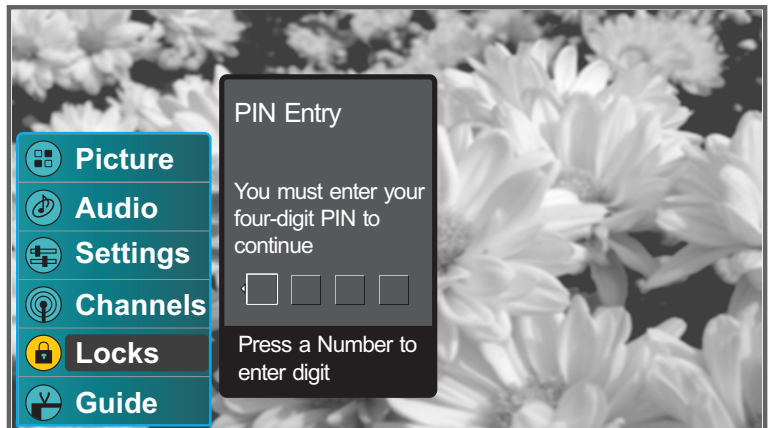 Picture
Audio
Settings
Channels
Locks
Guide
PIN Entry
You must enter your
four-digit PIN to
continue
Press a Number to
enter digit